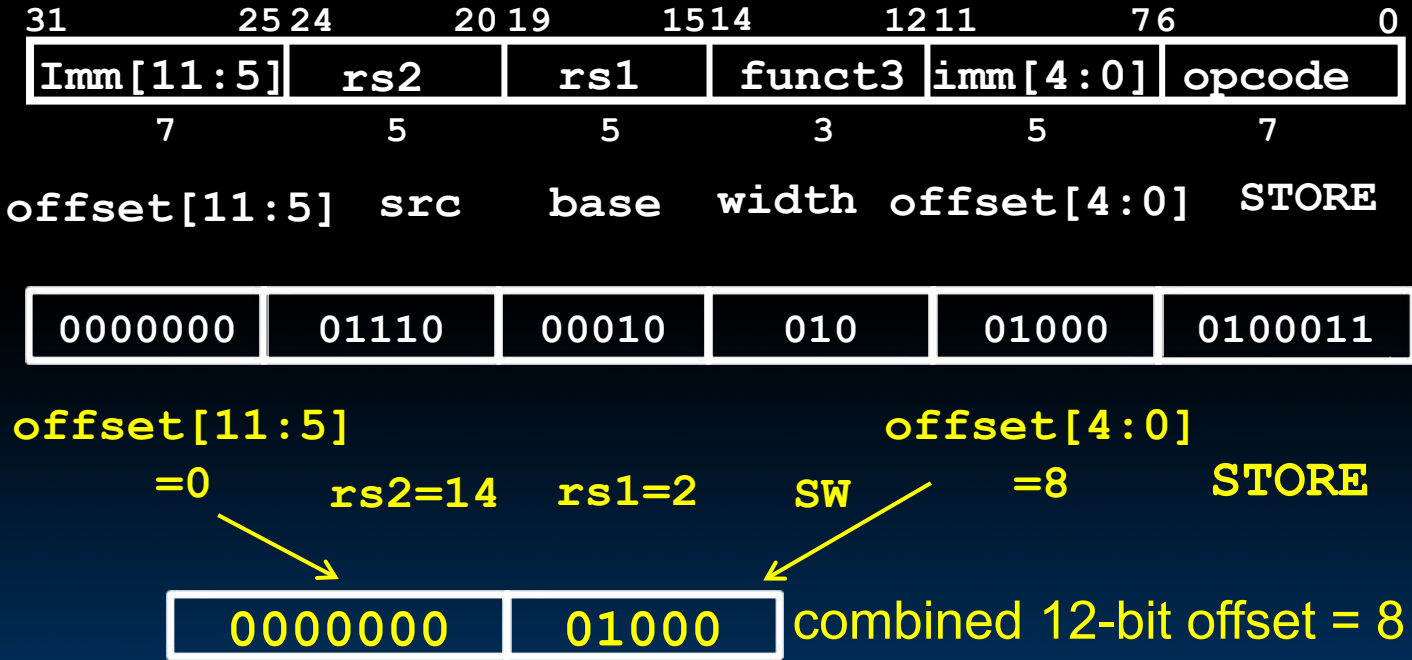 31 25 24 20 19 15 14 12 11 7 6 0
Imm[11:5] rs2 rs1 funct3 imm[4:0] opcode
7 5 5 3 5 7
offset[11:5] src base width offset[4:0] STORE
0000000 01110 00010 010 01000 0100011
offset[11:5] offset[4:0]
=0 rs2=14 rs1=2 SW =8 STORE
0000000 01000 combined 12-bit offset = 8